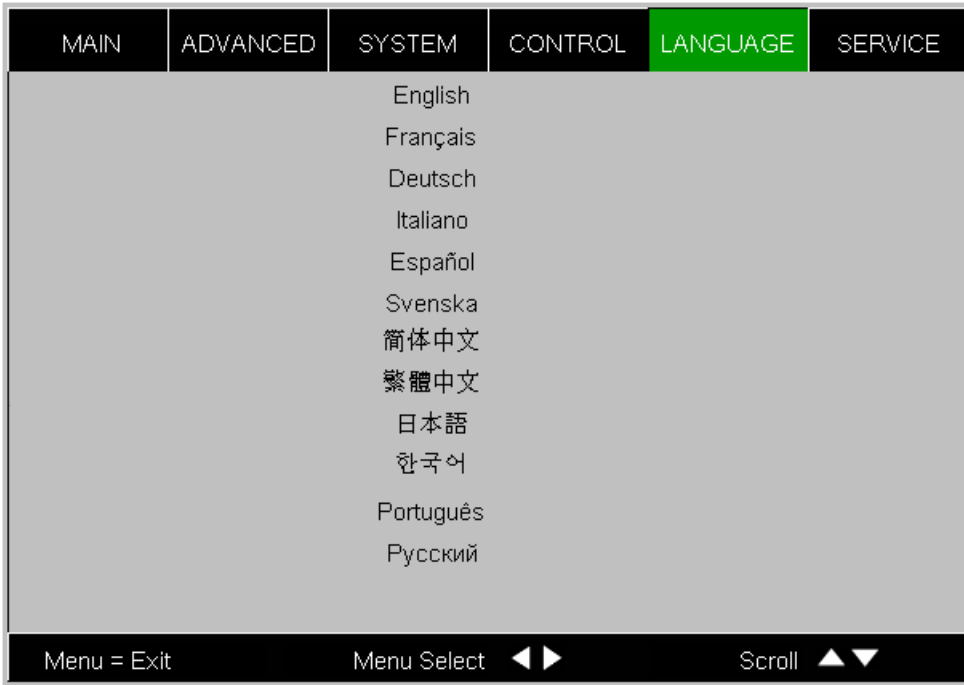 MAIN ADVANCED SYSTEM CONTROL LANGUAGE SERVICE
English
Français
Deutsch
Italiano
Español
Svenska
简体中文
繁體中文
日本語
한국어
Português
Русский
Menu = Exit Menu Select ◀ ▶ Scroll ▲ ▼